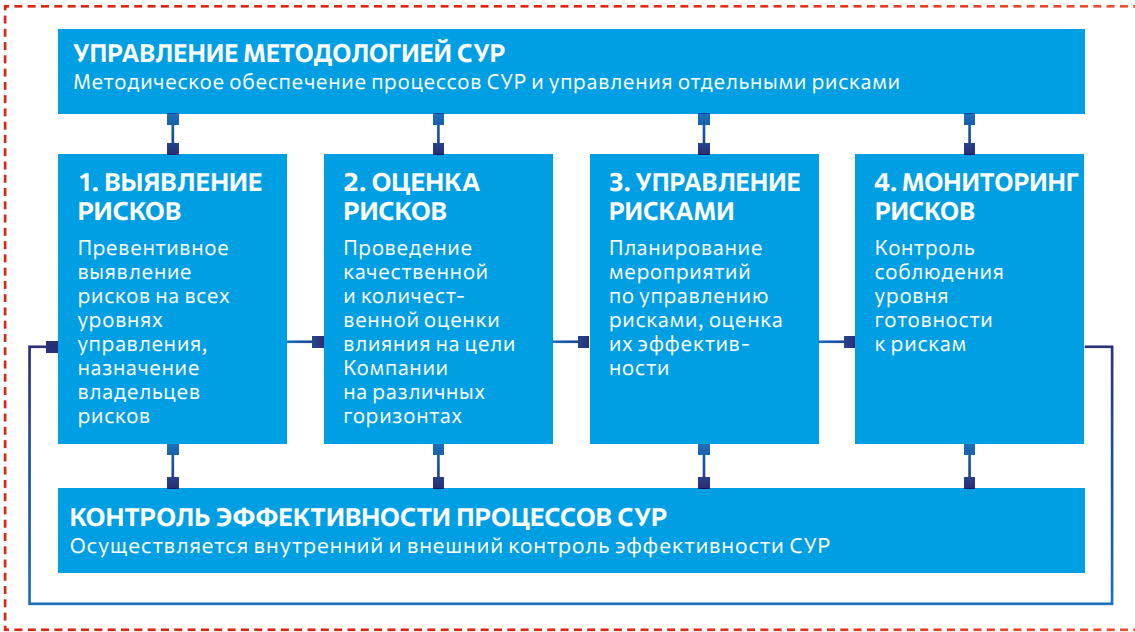 УПРАВЛЕНИЕ МЕТОДОЛОГИЕЙ СУР
Методическое обеспечение процессов СУР и управления отдельными рисками
1. ВЫЯВЛЕНИЕ
РИСКОВ
Превентивное
выявление
рисков на всех
уровнях
управления,
назначение
владельцев
рисков
2. ОЦЕНКА
РИСКОВ
Проведение
качественной
и количест-
венной оценки
влияния на цели
Компании
на различных
горизонтах
3. УПРАВЛЕНИЕ
РИСКАМИ
Планирование
мероприятий
по управлению
рисками, оценка
их эффектив-
ности
4. МОНИТОРИНГ
РИСКОВ
Контроль
соблюдения
уровня
готовности
к рискам
КОНТРОЛЬ ЭФФЕКТИВНОСТИ ПРОЦЕССОВ СУР
Осуществляется внутренний и внешний контроль эффективности СУР